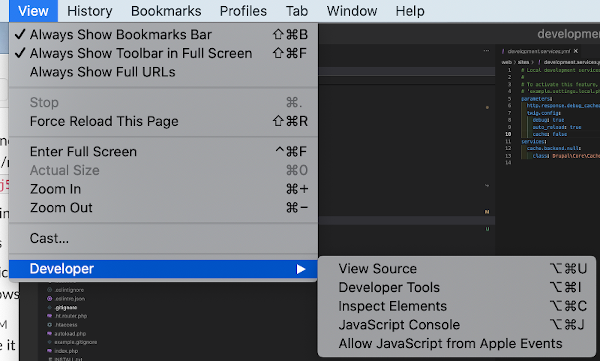 View History Bookmarks Profiles Tab Window Help
✓ Always Show Bookmarks Bar ⇧⌘B
✓ Always Show Toolbar in Full Screen ⇧⌘F
Always Show Full URLs
Stop ⌘.
Force Reload This Page ⇧⌘R
Enter Full Screen ^⌘F
Actual Size ⌘0
Zoom In ⌘+
Zoom Out ⌘−
Cast...
Developer ▶
View Source ⌥⌘U
Developer Tools ⌥⌘I
Inspect Elements ⌥⌘C
JavaScript Console ⌥⌘J
Allow JavaScript from Apple Events
development
development.services.yml
web › sites › development.services.yml
1 # Local development services
2 #
3 # To activate this feature,
4 # 'example.settings.local.ph
5 parameters:
6 http.response.debug_cache
7 twig.config:
8 debug: true
9 auto_reload: true
10 cache: false
11 services:
12 cache.backend.null:
13 class: Drupal\Core\Cache
M
U
.eslintignore
.eslintrc.json
.gitignore
.ht.router.php
.htaccess
autoload.php
example.gitignore
index.php